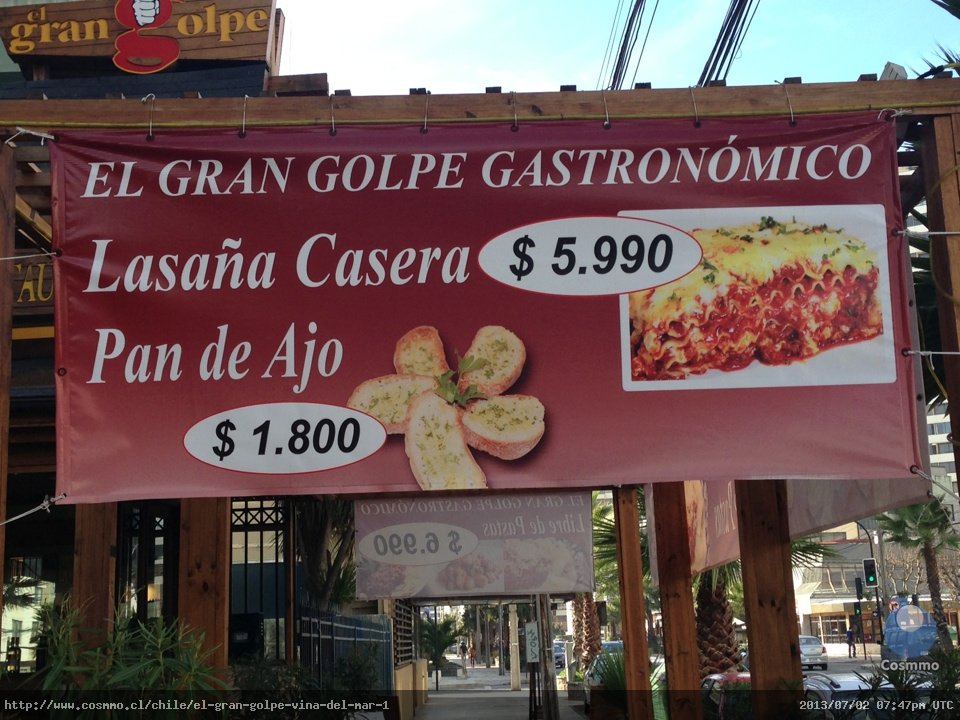 el
gran golpe
EL GRAN GOLPE GASTRONÓMICO
Lasaña Casera
$ 5.990
Pan de Ajo
$ 1.800
EL GRAN GOLPE GASTRONÓMICO
Libre de Pastas
$ 6.990
Cosmmo
http://www.cosmmo.cl/chile/el-gran-golpe-vina-del-mar-1
2013/07/02 07:47pm UTC